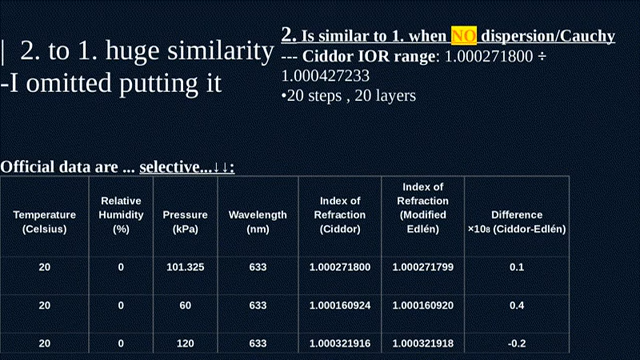 | 2. to 1. huge similarity
-I omitted putting it
2. Is similar to 1. when NO dispersion/Cauchy
--- Ciddor IOR range: 1.000271800 ÷
1.000427233
•20 steps , 20 layers
Official data are ... selective...↓↓:
Temperature (Celsius) Relative Humidity (%) Pressure (kPa) Wavelength (nm) Index of Refraction (Ciddor) Index of Refraction (Modified Edlén) Difference ×108 (Ciddor-Edlén)
20 0 101.325 633 1.000271800 1.000271799 0.1
20 0 60 633 1.000160924 1.000160920 0.4
20 0 120 633 1.000321916 1.000321918 -0.2